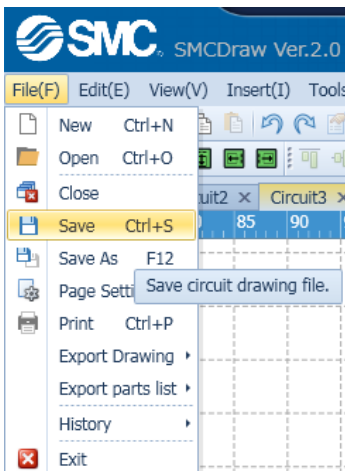 SMC® SMCDraw Ver.2.0
File(F) Edit(E) View(V) Insert(I) Tools
New Ctrl+N
Open Ctrl+O
Close
cuit2 × Circuit3 ×
Save Ctrl+S
85 90
Save As F12
Save circuit drawing file.
Page Setti
Print Ctrl+P
Export Drawing
Export parts list
History
Exit